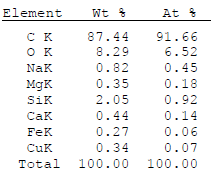 Element Wt % At %
C K 87.44 91.66
O K 8.29 6.52
NaK 0.82 0.45
MgK 0.35 0.18
SiK 2.05 0.92
CaK 0.44 0.14
FeK 0.27 0.06
CuK 0.34 0.07
Total 100.00 100.00